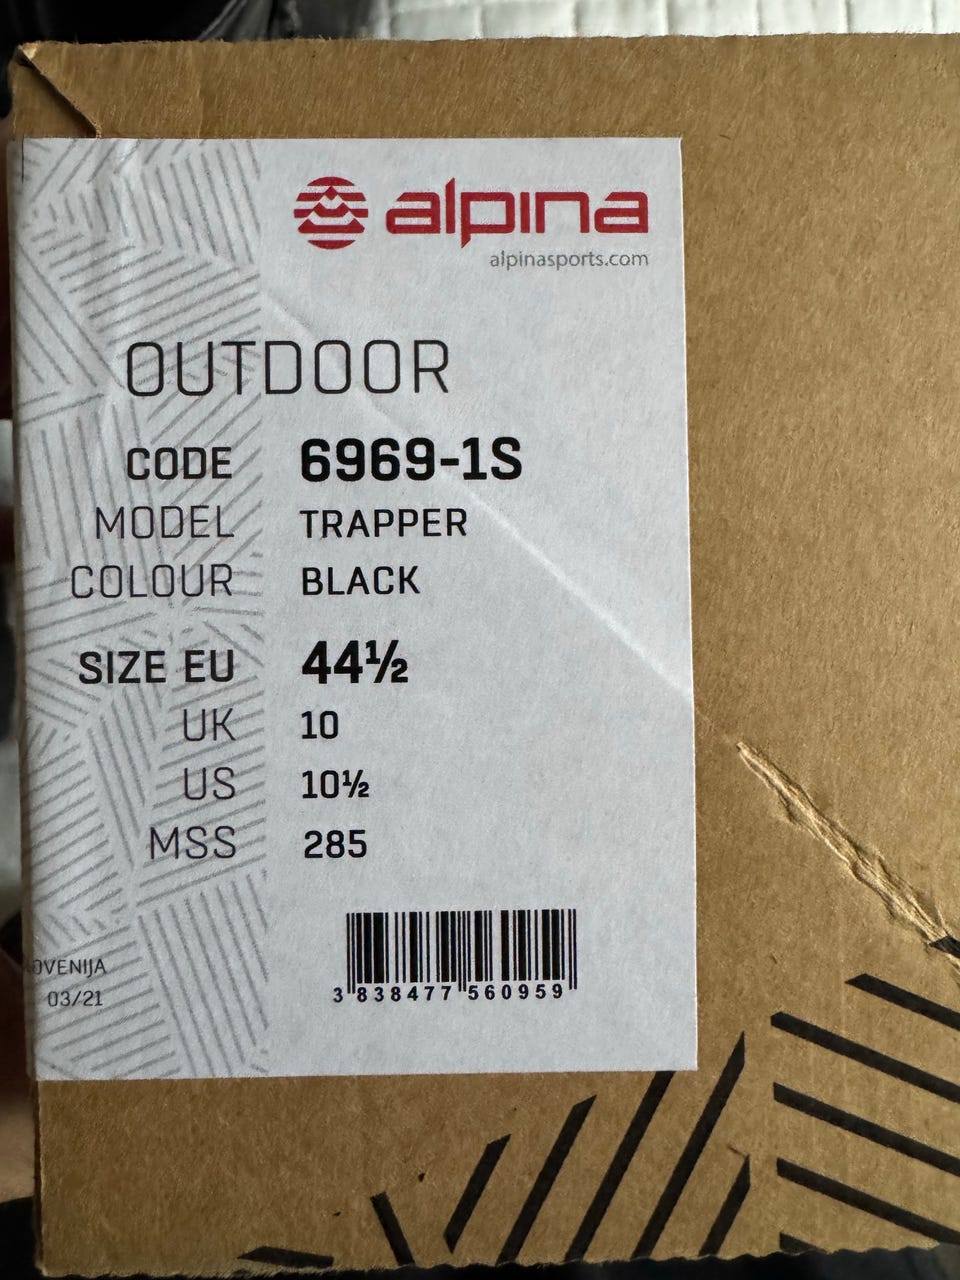 alpina
alpinasports.com
OUTDOOR
CODE 6969-1S
MODEL TRAPPER
COLOUR BLACK
SIZE EU 44½
UK 10
US 10½
MSS 285
OVENIJA
03/21
3 838477 560959